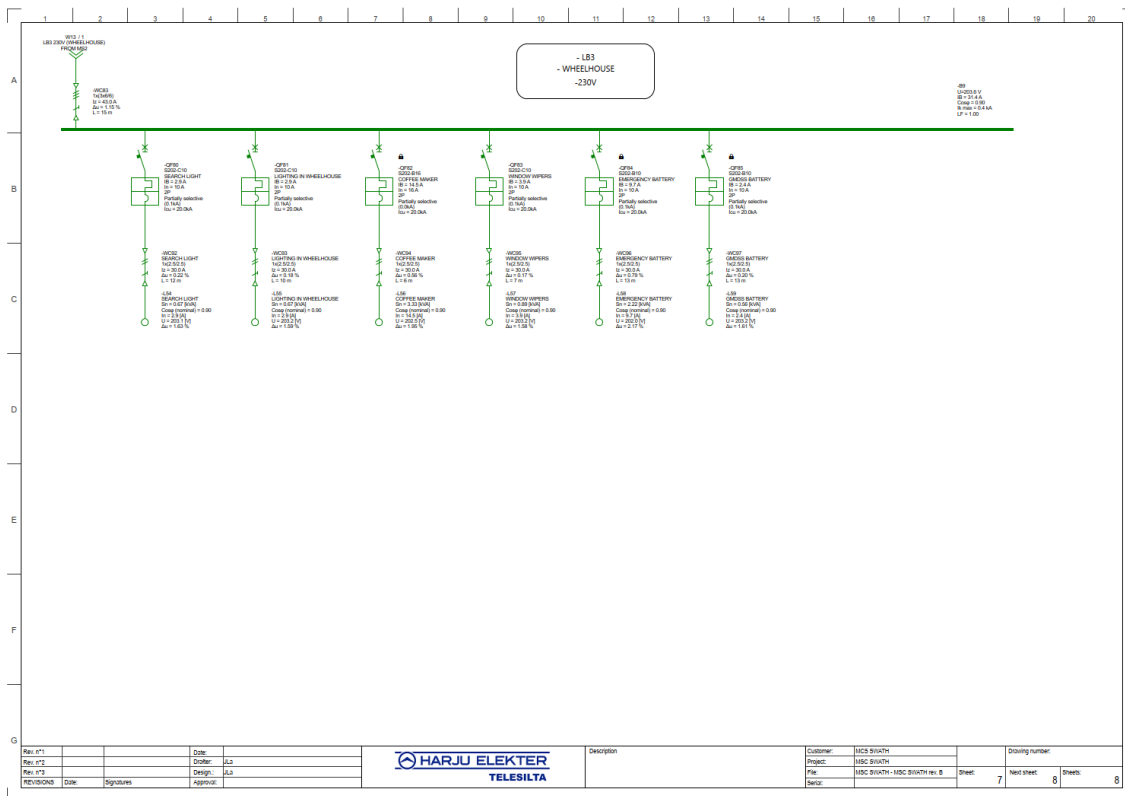 1 2 3 4 5 6 7 8 9 10 11 12 13 14 15 16 17 18 19 20
W13 / 1
LB3 230V (WHEELHOUSE)
FROM MS2
- LB3
- WHEELHOUSE
-230V
A
-WC83
1x(3x6/6)
Iz = 43.0 A
Δu = 1.15 %
L = 15 m
-B9
U=203.6 V
IB = 31.4 A
Cosφ = 0.90
Ik max = 0.4 kA
LF = 1.00
B
-QF80
S202-C10
SEARCH LIGHT
IB = 2.9 A
In = 10 A
2P
Partially selective
(0.1kA)
Icu = 20.0kA
-QF81
S202-C10
LIGHTING IN WHEELHOUSE
IB = 2.9 A
In = 10 A
2P
Partially selective
(0.1kA)
Icu = 20.0kA
-QF82
S202-B16
COFFEE MAKER
IB = 14.5 A
In = 16 A
2P
Partially selective
(0.0kA)
Icu = 20.0kA
-QF83
S202-C10
WINDOW WIPERS
IB = 3.9 A
In = 10 A
2P
Partially selective
(0.1kA)
Icu = 20.0kA
-QF84
S202-B10
EMERGENCY BATTERY
IB = 9.7 A
In = 10 A
2P
Partially selective
(0.1kA)
Icu = 20.0kA
-QF85
S202-B10
GMDSS BATTERY
IB = 2.4 A
In = 10 A
2P
Partially selective
(0.1kA)
Icu = 20.0kA
C
-WC92
SEARCH LIGHT
1x(2.5/2.5)
Iz = 30.0 A
Δu = 0.22 %
L = 12 m
-WC93
LIGHTING IN WHEELHOUSE
1x(2.5/2.5)
Iz = 30.0 A
Δu = 0.18 %
L = 10 m
-WC94
COFFEE MAKER
1x(2.5/2.5)
Iz = 30.0 A
Δu = 0.56 %
L = 6 m
-WC95
WINDOW WIPERS
1x(2.5/2.5)
Iz = 30.0 A
Δu = 0.17 %
L = 7 m
-WC96
EMERGENCY BATTERY
1x(2.5/2.5)
Iz = 30.0 A
Δu = 0.79 %
L = 13 m
-WC97
GMDSS BATTERY
1x(2.5/2.5)
Iz = 30.0 A
Δu = 0.20 %
L = 13 m
-L54
SEARCH LIGHT
Sn = 0.67 [kVA]
Cosφ (nominal) = 0.90
In = 2.9 [A]
U = 203.1 [V]
Δu = 1.63 %
-L55
LIGHTING IN WHEELHOUSE
Sn = 0.67 [kVA]
Cosφ (nominal) = 0.90
In = 2.9 [A]
U = 203.2 [V]
Δu = 1.59 %
-L56
COFFEE MAKER
Sn = 3.33 [kVA]
Cosφ (nominal) = 0.90
In = 14.5 [A]
U = 202.5 [V]
Δu = 1.96 %
-L57
WINDOW WIPERS
Sn = 0.89 [kVA]
Cosφ (nominal) = 0.90
In = 3.9 [A]
U = 203.2 [V]
Δu = 1.58 %
-L58
EMERGENCY BATTERY
Sn = 2.22 [kVA]
Cosφ (nominal) = 0.90
In = 9.7 [A]
U = 202.0 [V]
Δu = 2.17 %
-L59
GMDSS BATTERY
Sn = 0.56 [kVA]
Cosφ (nominal) = 0.90
In = 2.4 [A]
U = 203.2 [V]
Δu = 1.61 %
D
E
F
G
Rev. n°1
Rev. n°2
Rev. n°3
REVISIONS Date: Signatures
Date:
Drafter: JLa
Design.: JLa
Approval:
HARJU ELEKTER
TELESILTA
Description
Customer: MCS SWATH
Project: MSC SWATH
File: MSC SWATH - MSC SWATH rev. B
Serial:
Sheet: 7
Drawing number:
Next sheet: 8
Sheets: 8